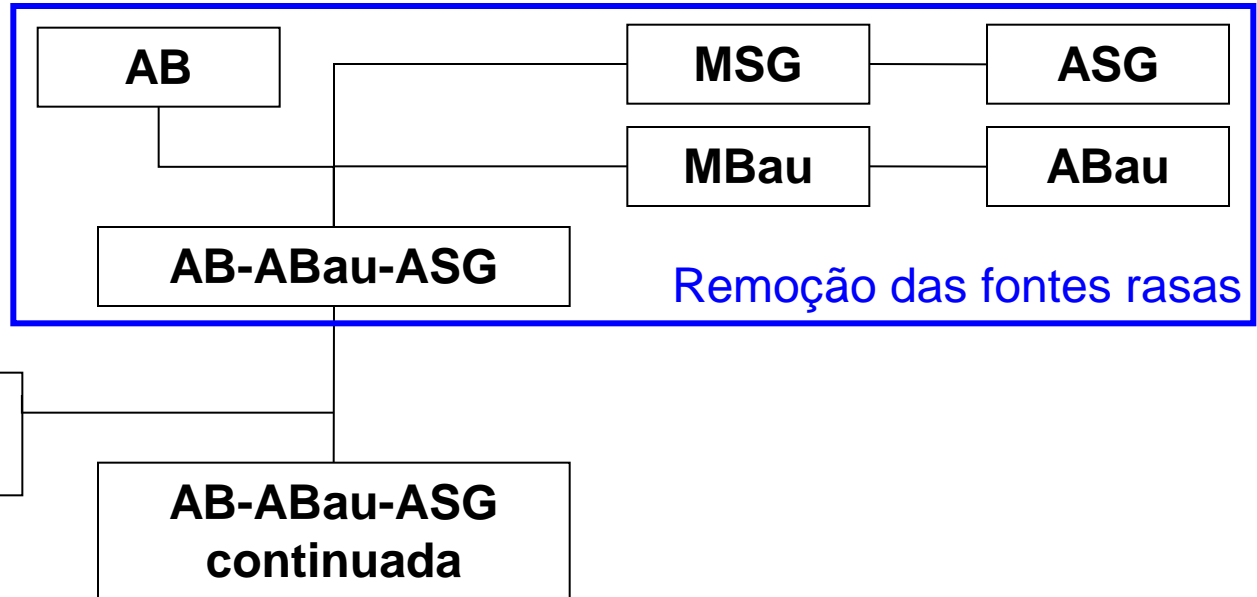 AB
MSG
ASG
MBau
ABau
AB-ABau-ASG
Remoção das fontes rasas
AB-ABau-ASG
continuada